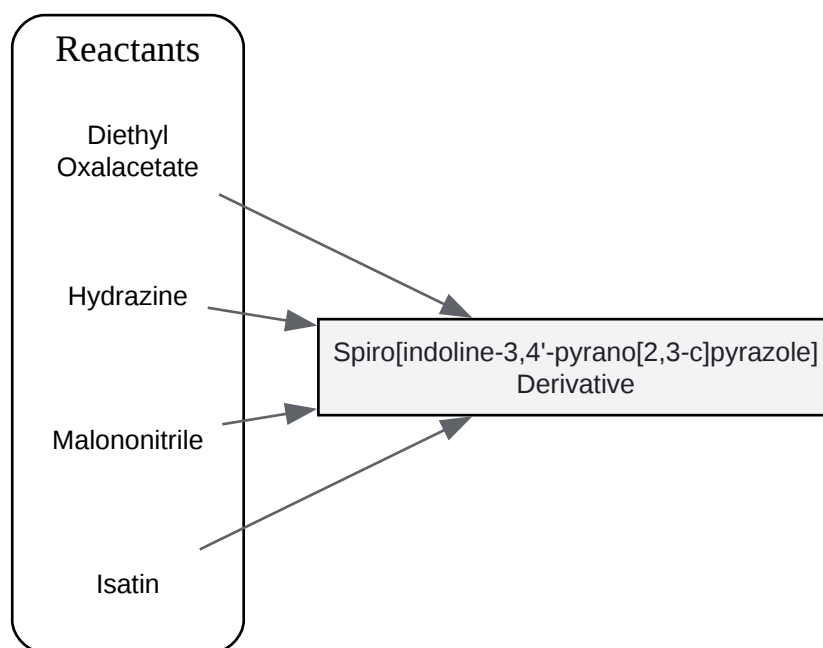 Reactants
Diethyl
Oxalacetate
Hydrazine
Malononitrile
Isatin
Spiro[indoline-3,4'-pyrano[2,3-c]pyrazole]
Derivative